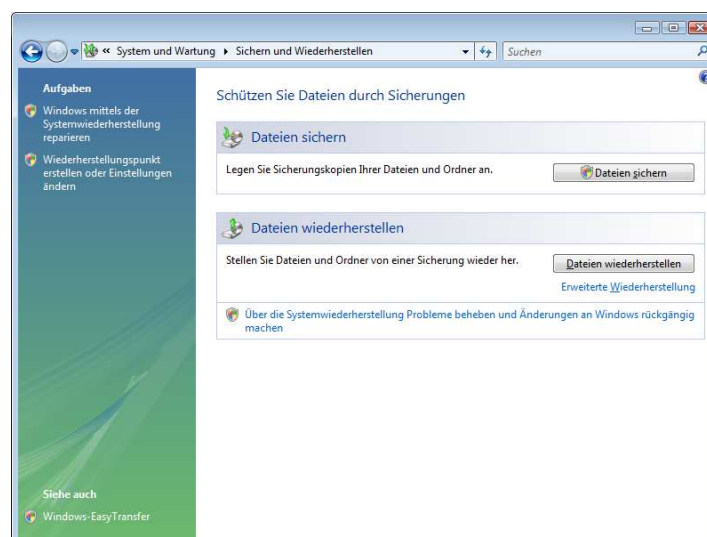 « System und Wartung ▸ Sichern und Wiederherstellen
Suchen
Aufgaben
Windows mittels der
Systemwiederherstellung
reparieren
Wiederherstellungspunkt
erstellen oder Einstellungen
ändern
Schützen Sie Dateien durch Sicherungen
Dateien sichern
Legen Sie Sicherungskopien Ihrer Dateien und Ordner an.
Dateien sichern
Dateien wiederherstellen
Stellen Sie Dateien und Ordner von einer Sicherung wieder her.
Dateien wiederherstellen
Erweiterte Wiederherstellung
Über die Systemwiederherstellung Probleme beheben und Änderungen an Windows rückgängig
machen
Siehe auch
Windows-EasyTransfer